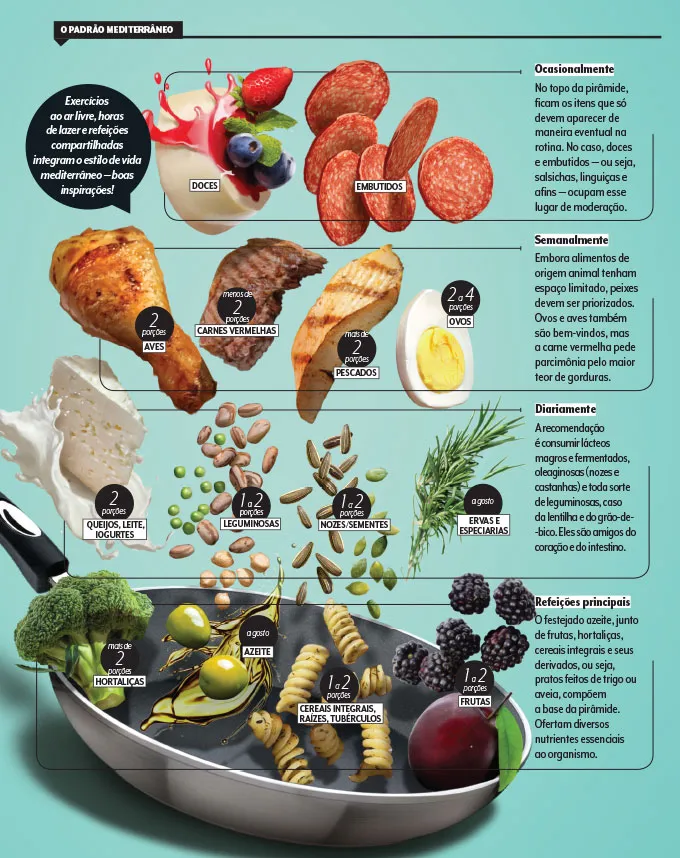 O PADRÃO MEDITERRÂNEO
Exercícios
ao ar livre, horas
de lazer e refeições
compartilhadas
integram o estilo de vida
mediterrâneo — boas
inspirações!
DOCES
EMBUTIDOS
Ocasionalmente
No topo da pirâmide,
ficam os itens que só
devem aparecer de
maneira eventual na
rotina. No caso, doces
e embutidos — ou seja,
salsichas, linguiças e
afins — ocupam esse
lugar de moderação.
2
porções
AVES
menos de
2
porções
CARNES VERMELHAS
mais de
2
porções
PESCADOS
2 a 4
porções
OVOS
Semanalmente
Embora alimentos de
origem animal tenham
espaço limitado, peixes
devem ser priorizados.
Ovos e aves também
são bem-vindos, mas
a carne vermelha pede
parcimônia pelo maior
teor de gorduras.
2
porções
QUEIJOS, LEITE,
IOGURTES
1 a 2
porções
LEGUMINOSAS
1 a 2
porções
NOZES/SEMENTES
a gosto
ERVAS E
ESPECIARIAS
Diariamente
A recomendação
é consumir lácteos
magros e fermentados,
oleaginosas (nozes e
castanhas) e toda sorte
de leguminosas, caso
da lentilha e do grão-de-
bico. Eles são amigos do
coração e do intestino.
mais de
2
porções
HORTALIÇAS
a gosto
AZEITE
1 a 2
porções
CEREAIS INTEGRAIS,
RAÍZES, TUBÉRCULOS
1 a 2
porções
FRUTAS
Refeições principais
O festejado azeite, junto
de frutas, hortaliças,
cereais integrais e seus
derivados, ou seja,
pratos feitos de trigo ou
aveia, compõem
a base da pirâmide.
Ofertam diversos
nutrientes essenciais
ao organismo.